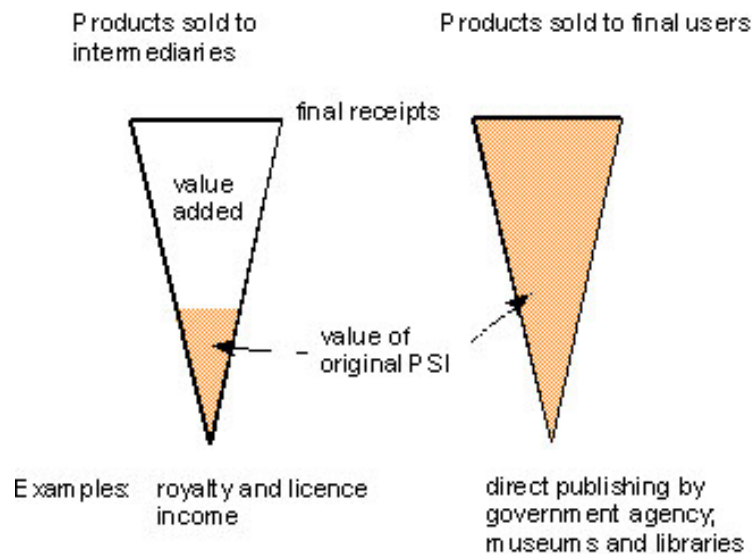 Products sold to
intermediaries
Products sold to final users
final receipts
value
added
value of
original PSI
Examples:
royalty and licence
income
direct publishing by
government agency;
museums and libraries